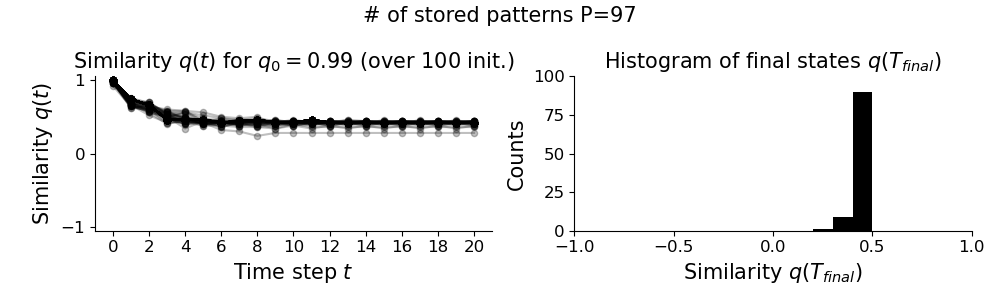 # of stored patterns P=97
Similarity q(t) for q₀ = 0.99 (over 100 init.)
1
0
−1
Similarity q(t)
0 2 4 6 8 10 12 14 16 18 20
Time step t
Histogram of final states q(T_final)
100
75
50
25
0
Counts
−1.0 −0.5 0.0 0.5 1.0
Similarity q(T_final)